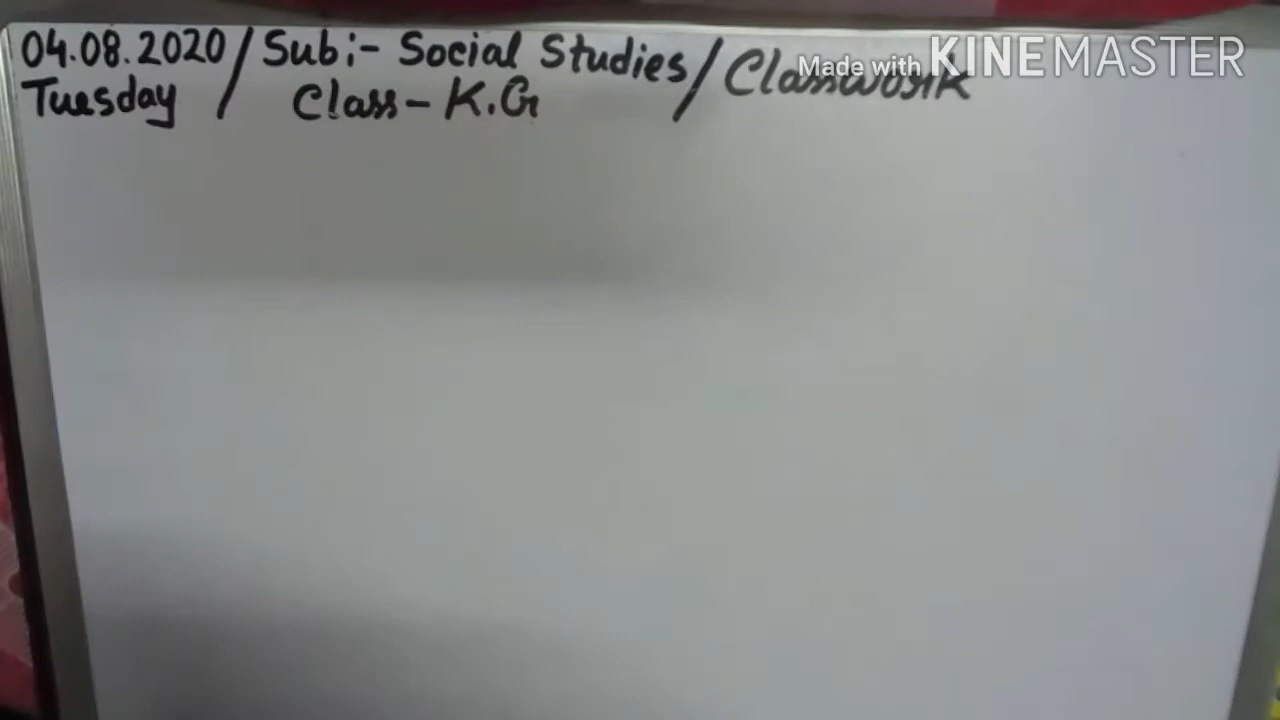 04.08.2020 / Sub:- Social Studies / Classwork
Tuesday / Class- K.G
Made with KINEMASTER